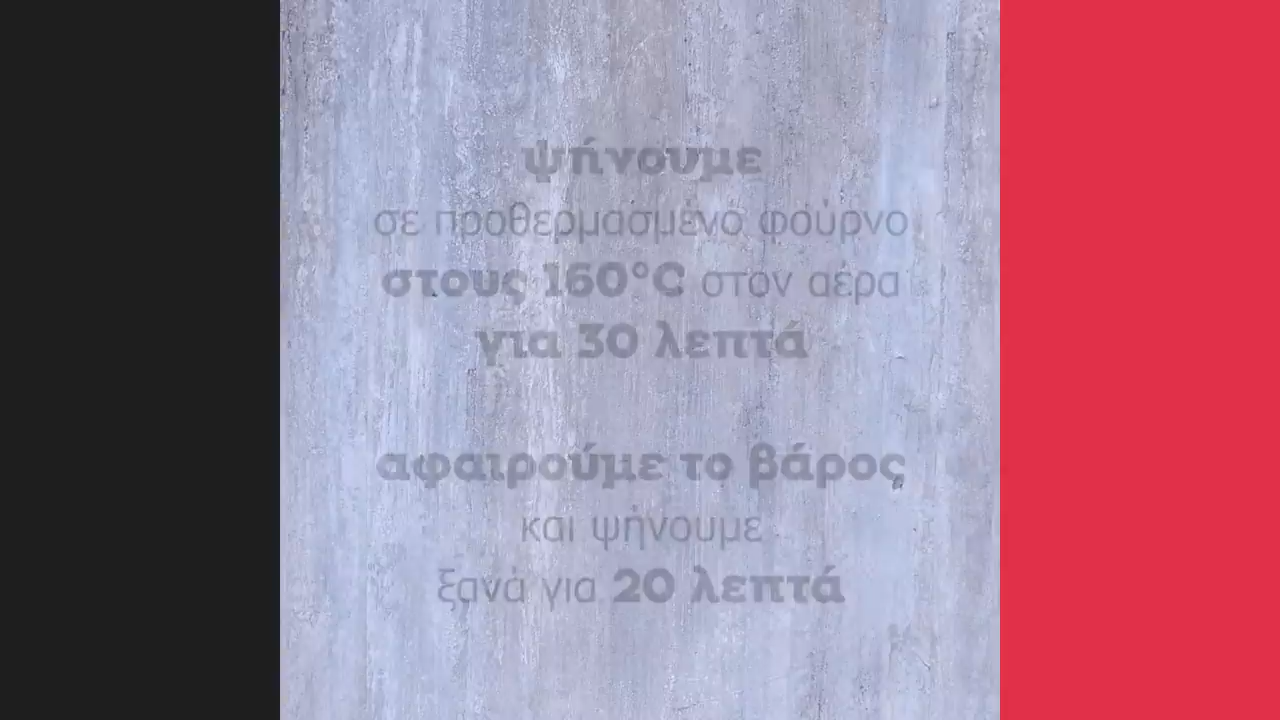 ψήνουμε
σε προθερμασμένο φούρνο
στους 160°C στον αέρα
για 30 λεπτά
αφαιρούμε το βάρος
και ψήνουμε
ξανά για 20 λεπτά